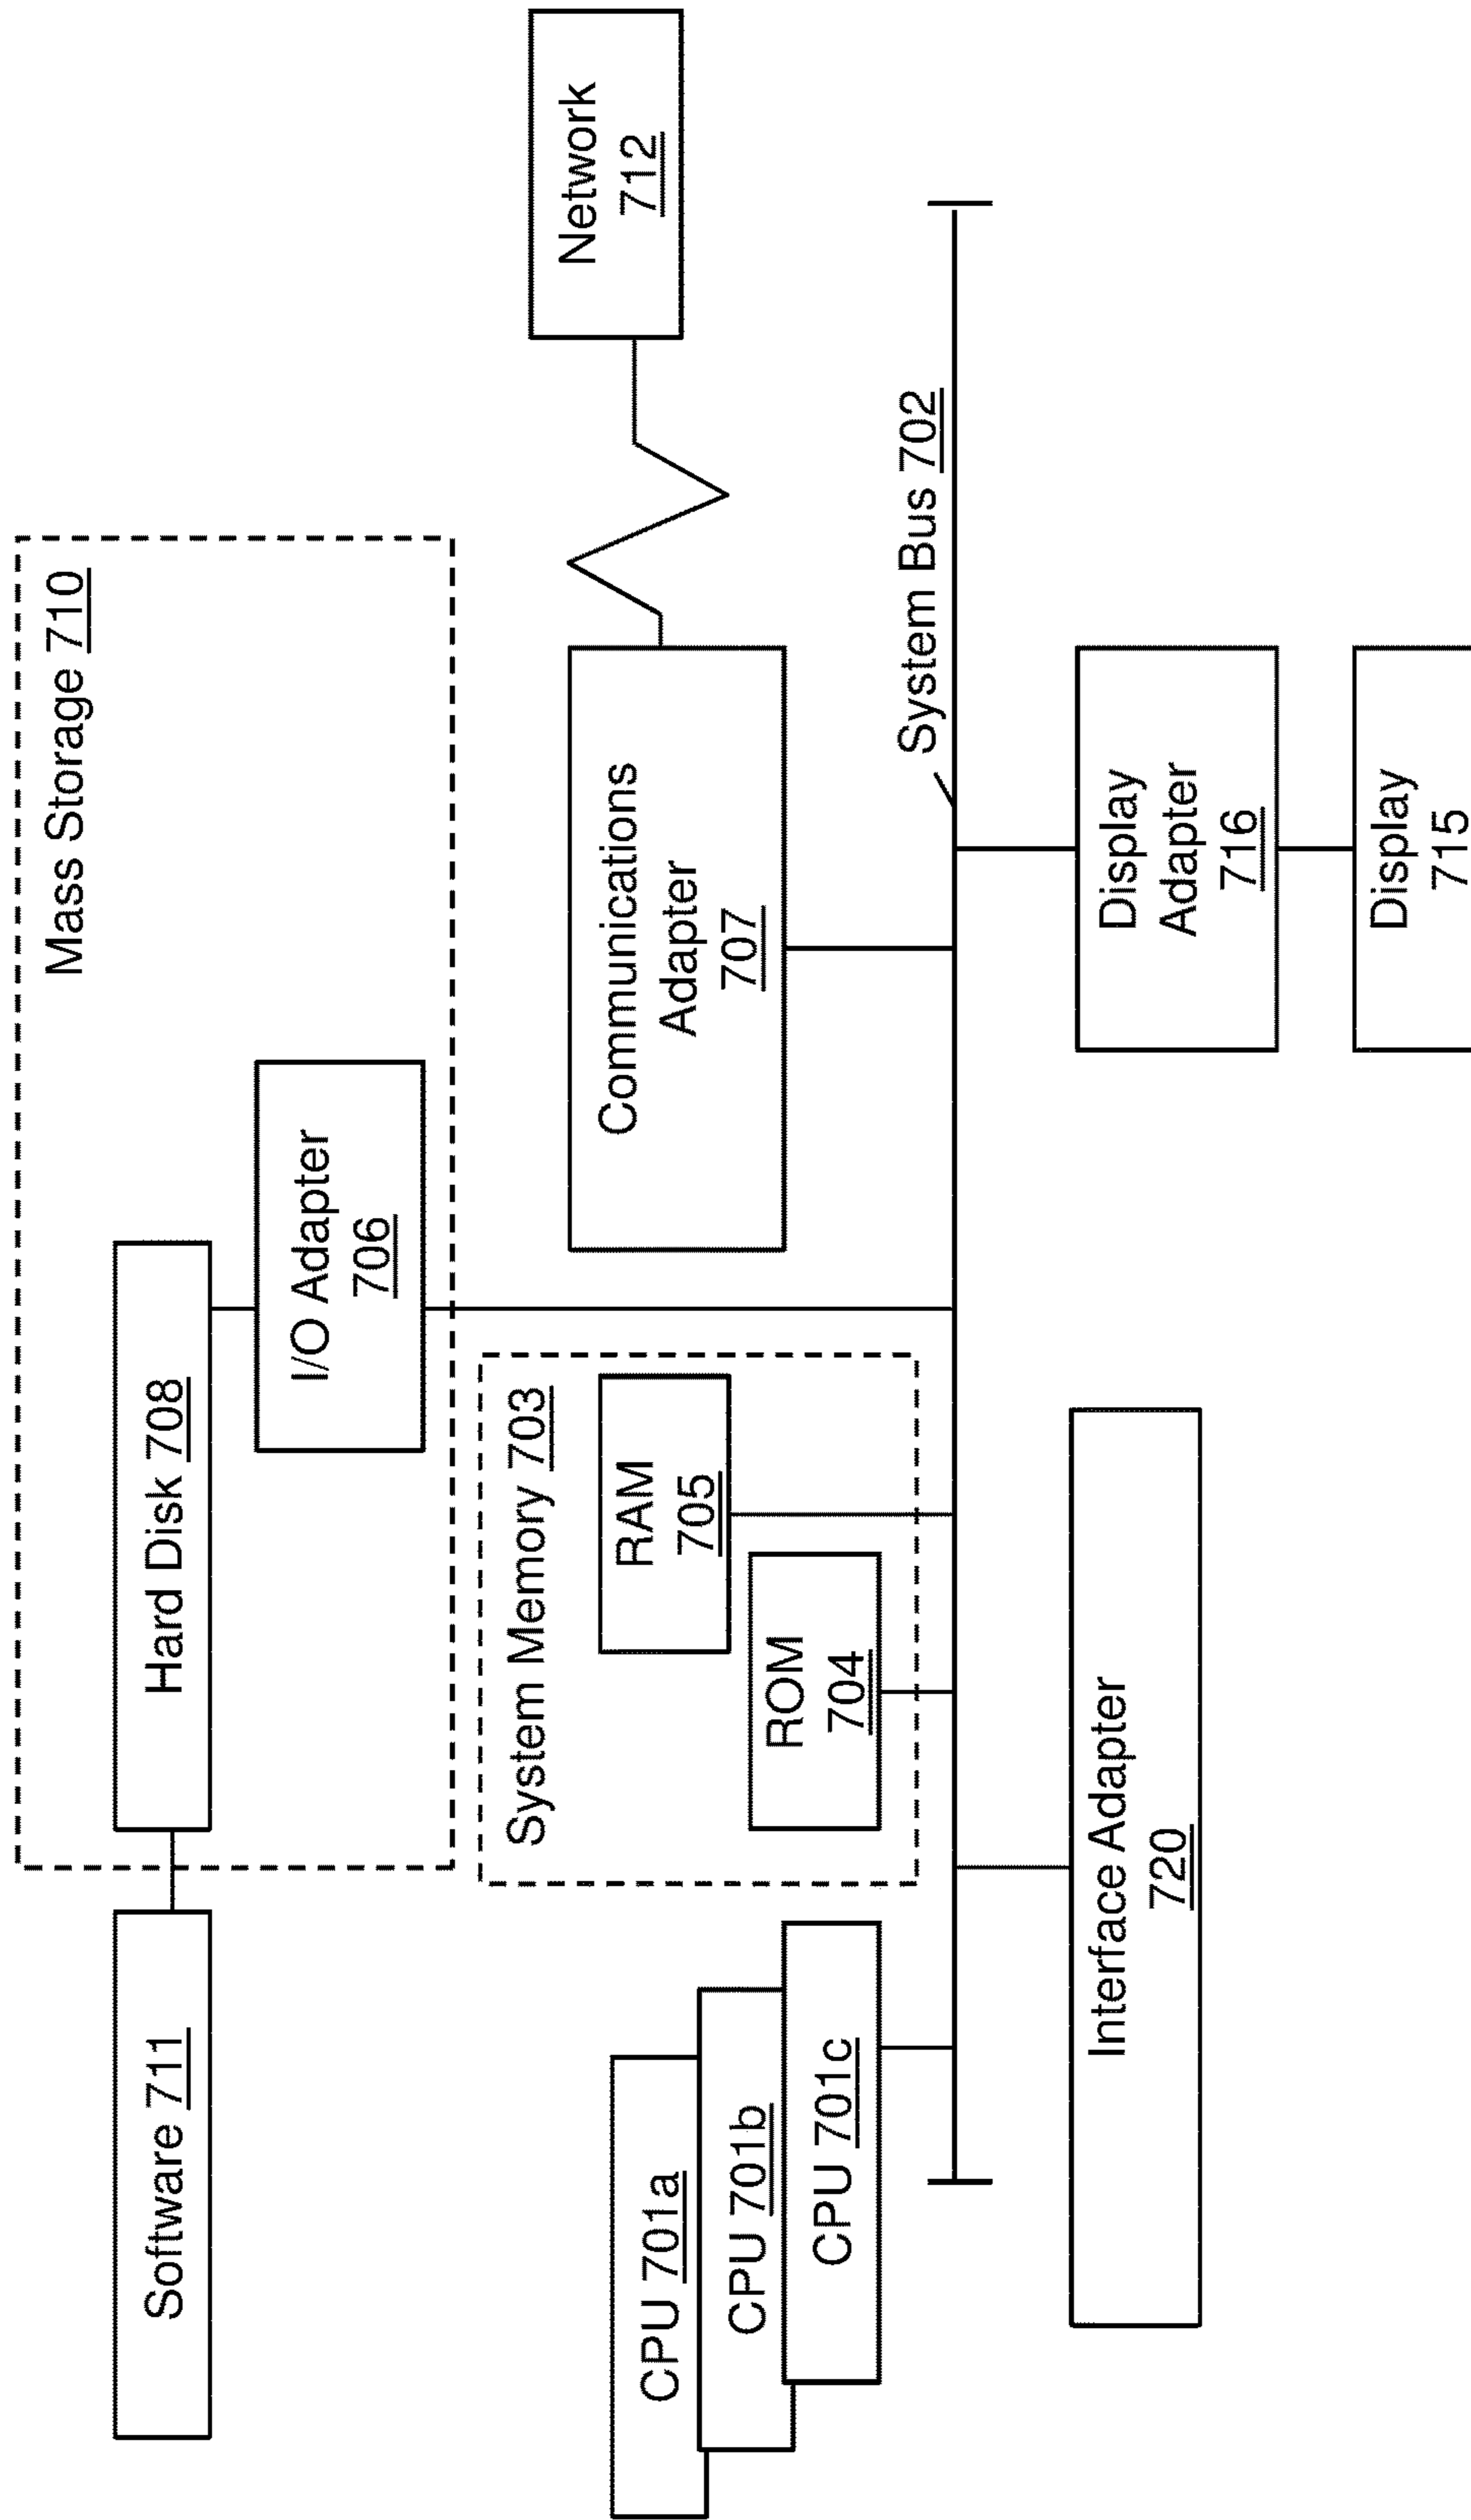 Software 711
Hard Disk 708
Mass Storage 710
I/O Adapter
706
System Memory 703
RAM
705
ROM
704
CPU 701a
CPU 701b
CPU 701c
Communications
Adapter
707
Network
712
System Bus 702
Interface Adapter
720
Display
Adapter
716
Display
715